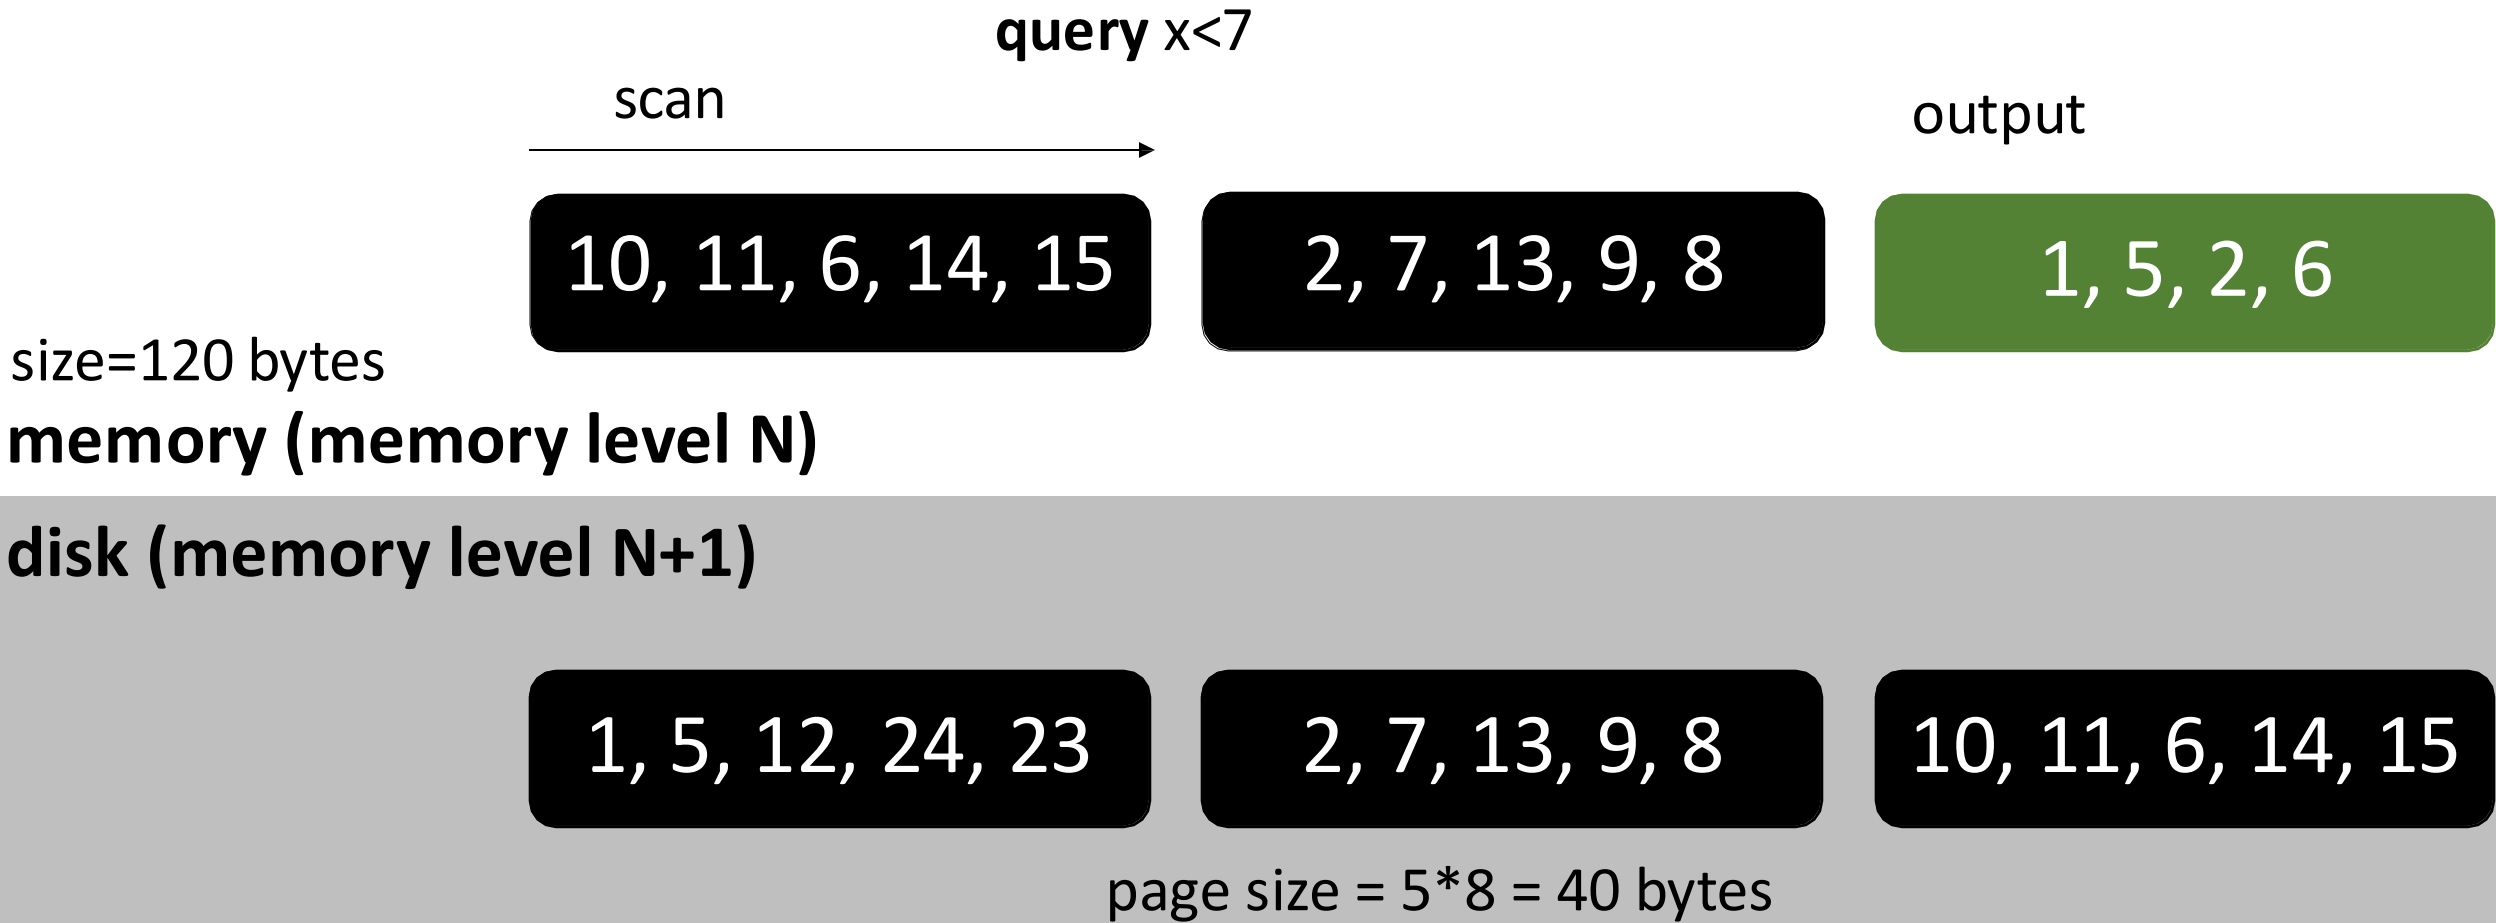 query x<7
scan
output
10, 11, 6, 14, 15
2, 7, 13, 9, 8
1, 5, 2, 6
size=120 bytes
memory (memory level N)
disk (memory level N+1)
1, 5, 12, 24, 23
2, 7, 13, 9, 8
10, 11, 6, 14, 15
page size = 5*8 = 40 bytes